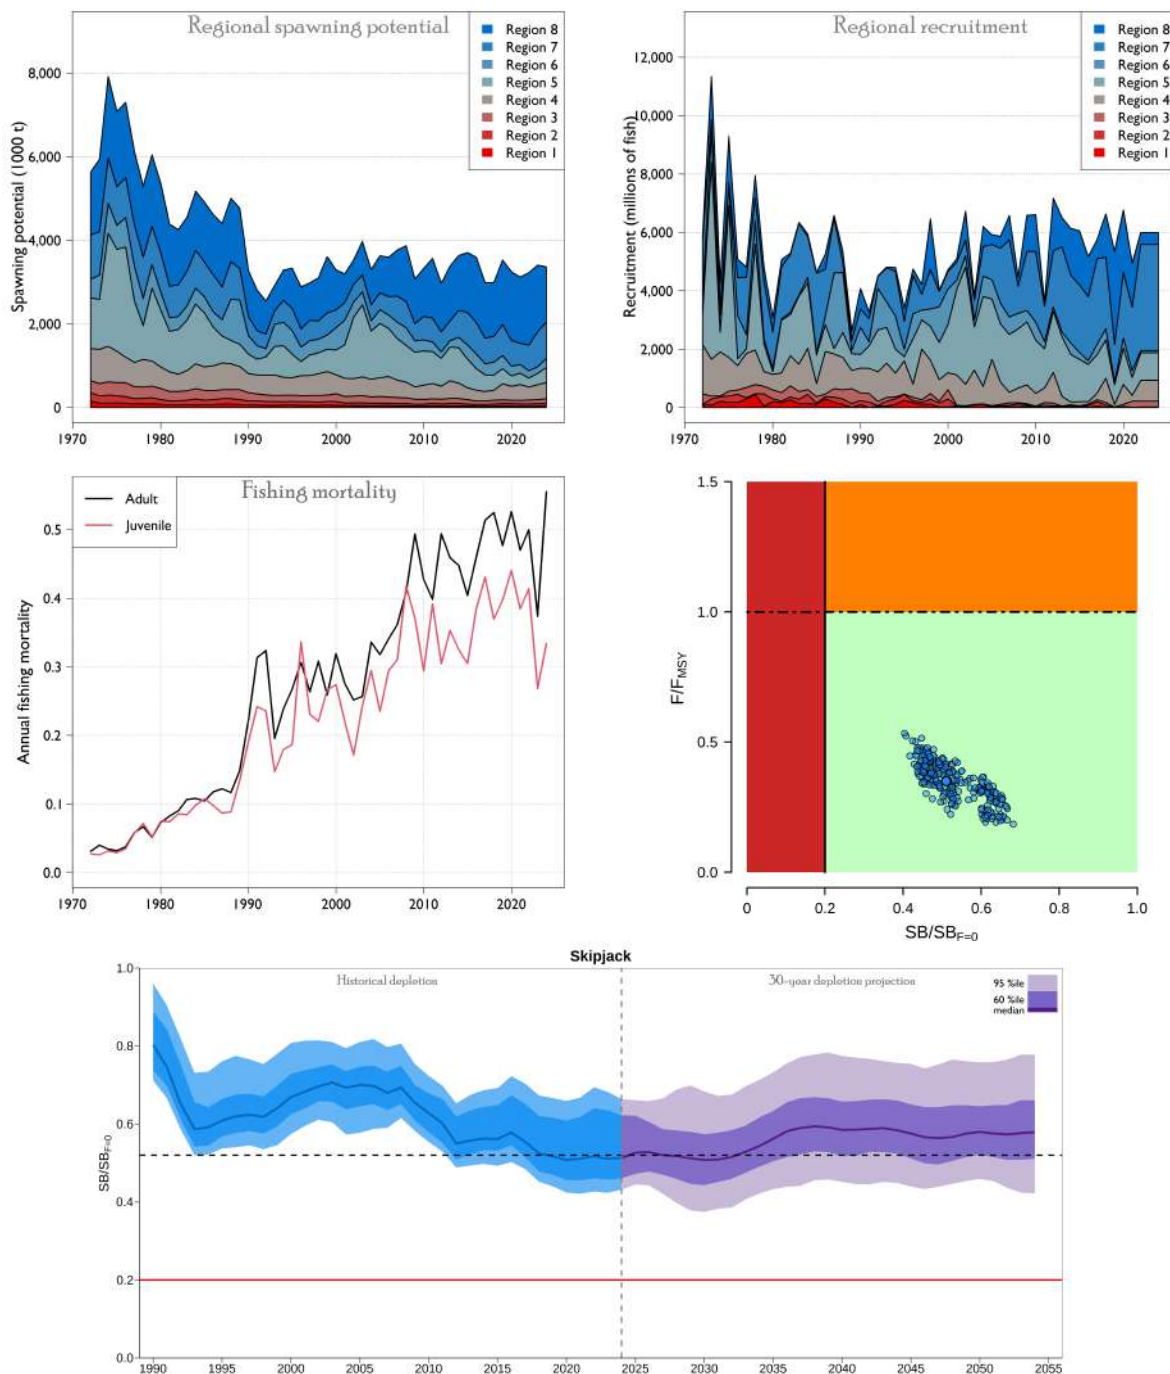 Regional spawning potential
Region 8
Region 7
Region 6
Region 5
Region 4
Region 3
Region 2
Region 1
Spawning potential (1000 t)
8,000
6,000
4,000
2,000
0
1970 1980 1990 2000 2010 2020
Regional recruitment
Region 8
Region 7
Region 6
Region 5
Region 4
Region 3
Region 2
Region 1
Recruitment (millions of fish)
12,000
10,000
8,000
6,000
4,000
2,000
0
1970 1980 1990 2000 2010 2020
Fishing mortality
Adult
Juvenile
Annual fishing mortality
0.5
0.4
0.3
0.2
0.1
0.0
1970 1980 1990 2000 2010 2020
F/FMSY
1.5
1.0
0.5
0.0
0 0.2 0.4 0.6 0.8 1.0
SB/SBF=0
Skipjack
Historical depletion
30-year depletion projection
95 %ile
60 %ile
median
SB/SBF=0
1.0
0.8
0.6
0.4
0.2
0.0
1990 1995 2000 2005 2010 2015 2020 2025 2030 2035 2040 2045 2050 2055